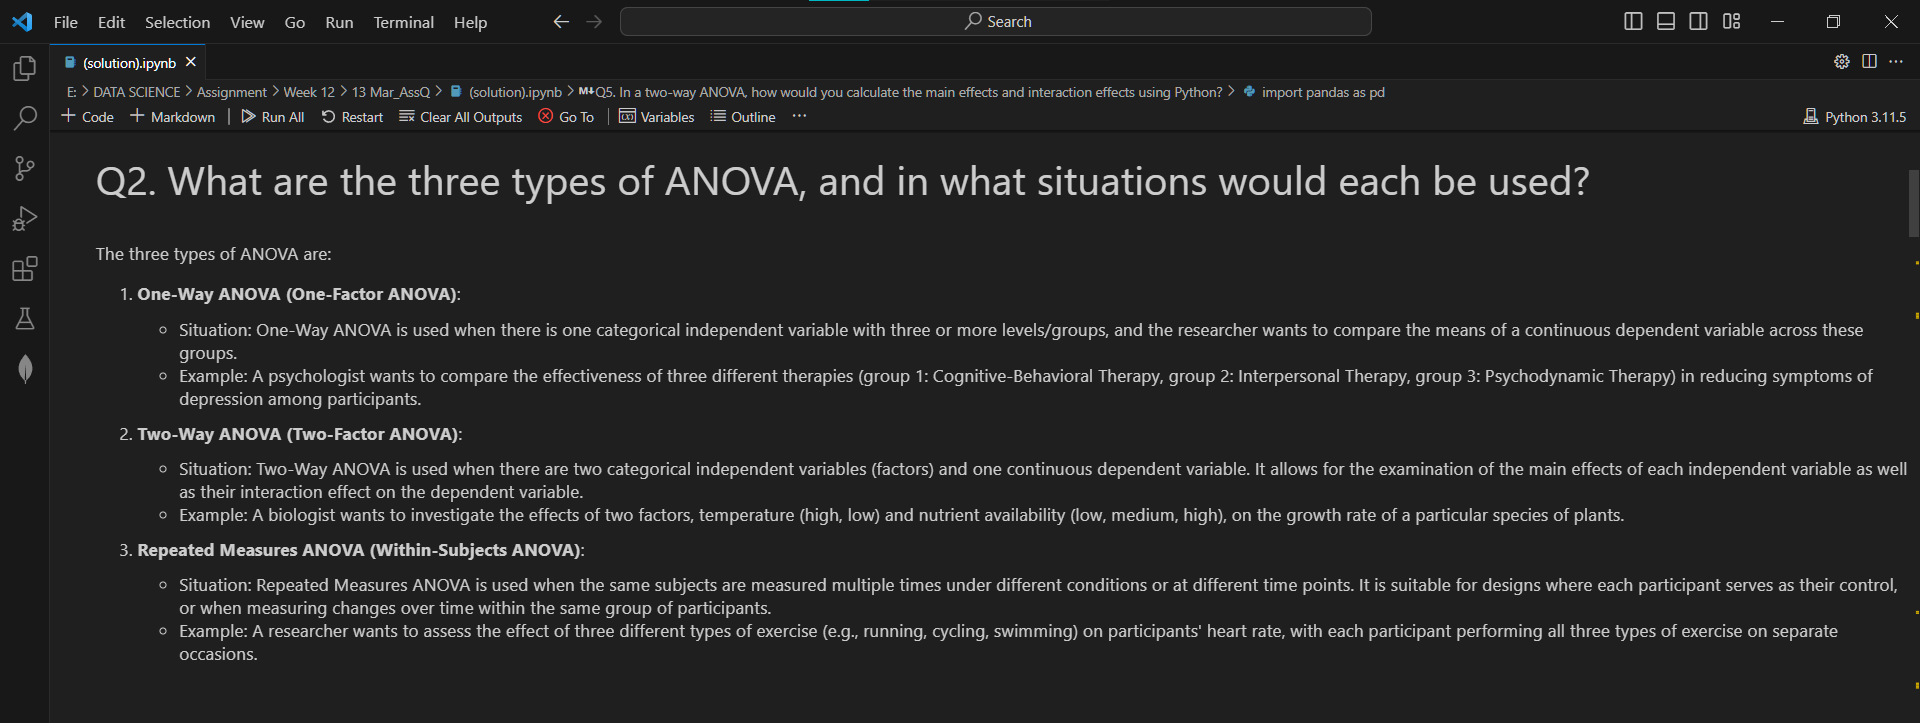 File Edit Selection View Go Run Terminal Help Search
(solution).ipynb
E: > DATA SCIENCE > Assignment > Week 12 > 13 Mar_AssQ > (solution).ipynb > M↓Q5. In a two-way ANOVA, how would you calculate the main effects and interaction effects using Python? > import pandas as pd
+ Code + Markdown | Run All Restart Clear All Outputs Go To | Variables Outline ... Python 3.11.5
Q2. What are the three types of ANOVA, and in what situations would each be used?
The three types of ANOVA are:
1. One-Way ANOVA (One-Factor ANOVA):
◦ Situation: One-Way ANOVA is used when there is one categorical independent variable with three or more levels/groups, and the researcher wants to compare the means of a continuous dependent variable across these
groups.
◦ Example: A psychologist wants to compare the effectiveness of three different therapies (group 1: Cognitive-Behavioral Therapy, group 2: Interpersonal Therapy, group 3: Psychodynamic Therapy) in reducing symptoms of
depression among participants.
2. Two-Way ANOVA (Two-Factor ANOVA):
◦ Situation: Two-Way ANOVA is used when there are two categorical independent variables (factors) and one continuous dependent variable. It allows for the examination of the main effects of each independent variable as well
as their interaction effect on the dependent variable.
◦ Example: A biologist wants to investigate the effects of two factors, temperature (high, low) and nutrient availability (low, medium, high), on the growth rate of a particular species of plants.
3. Repeated Measures ANOVA (Within-Subjects ANOVA):
◦ Situation: Repeated Measures ANOVA is used when the same subjects are measured multiple times under different conditions or at different time points. It is suitable for designs where each participant serves as their control,
or when measuring changes over time within the same group of participants.
◦ Example: A researcher wants to assess the effect of three different types of exercise (e.g., running, cycling, swimming) on participants' heart rate, with each participant performing all three types of exercise on separate
occasions.